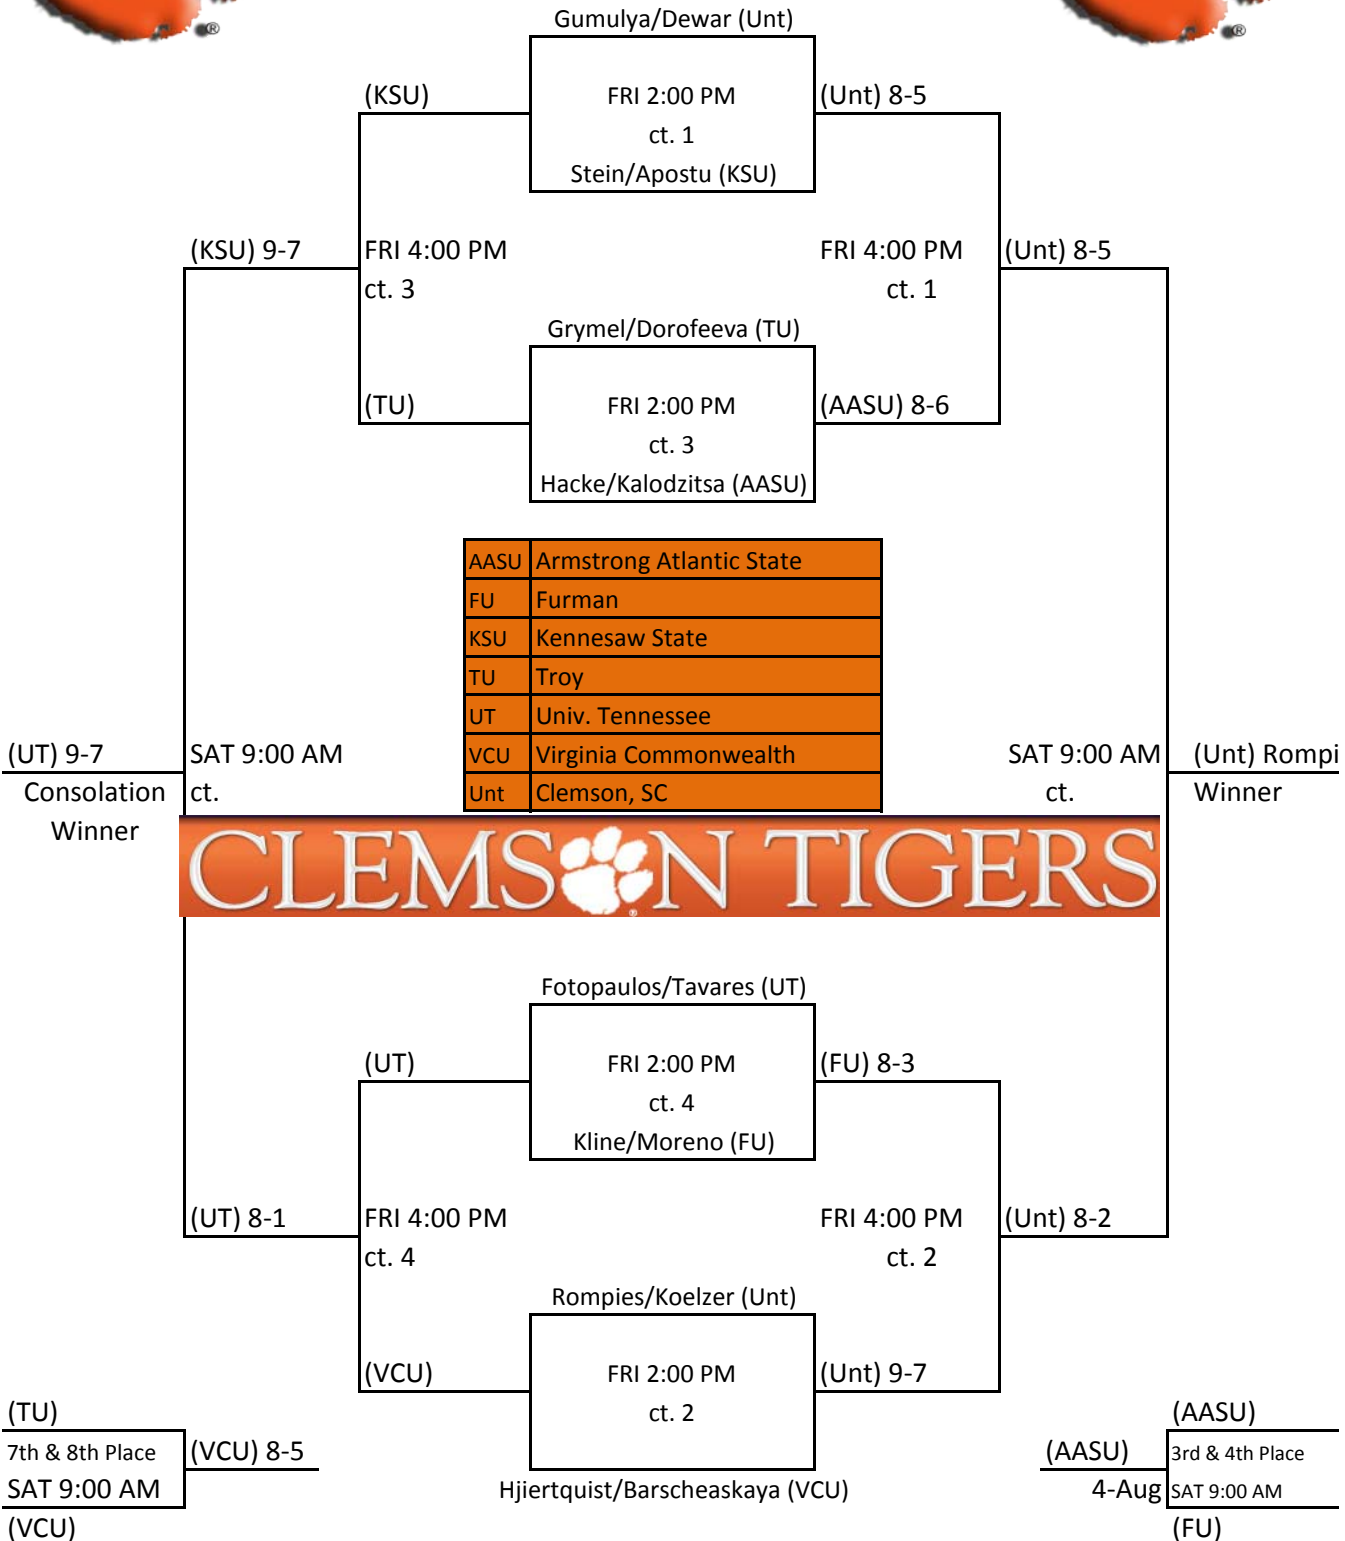 ®
®
Gumulya/Dewar (Unt)
(KSU)
FRI 2:00 PM
(Unt) 8-5
ct. 1
Stein/Apostu (KSU)
(KSU) 9-7
FRI 4:00 PM
FRI 4:00 PM
(Unt) 8-5
ct. 3
ct. 1
Grymel/Dorofeeva (TU)
(TU)
FRI 2:00 PM
(AASU) 8-6
ct. 3
Hacke/Kalodzitsa (AASU)
AASU Armstrong Atlantic State
FU Furman
KSU Kennesaw State
TU Troy
UT Univ. Tennessee
VCU Virginia Commonwealth
Unt Clemson, SC
(UT) 9-7
SAT 9:00 AM
SAT 9:00 AM
(Unt) Rompi
Consolation
ct.
ct.
Winner
Winner
CLEMSON TIGERS
®
Fotopaulos/Tavares (UT)
(UT)
FRI 2:00 PM
(FU) 8-3
ct. 4
Kline/Moreno (FU)
(UT) 8-1
FRI 4:00 PM
FRI 4:00 PM
(Unt) 8-2
ct. 4
ct. 2
Rompies/Koelzer (Unt)
(VCU)
FRI 2:00 PM
(Unt) 9-7
ct. 2
Hjiertquist/Barscheaskaya (VCU)
(TU)
7th & 8th Place
(VCU) 8-5
SAT 9:00 AM
(VCU)
(AASU)
(AASU)
3rd & 4th Place
4-Aug
SAT 9:00 AM
(FU)